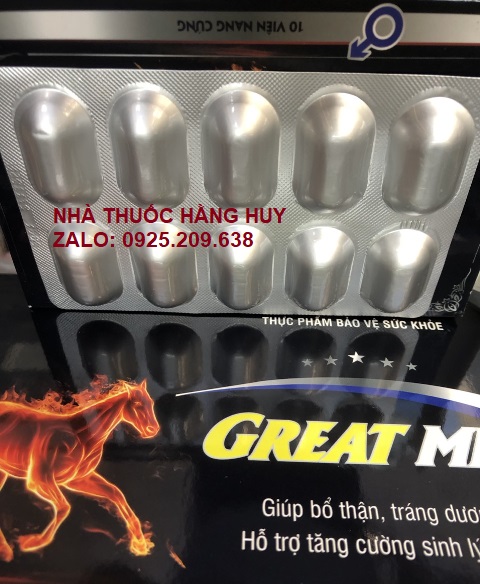 10 VIÊN NANG CỨNG
NHÀ THUỐC HẰNG HUY
ZALO: 0925.209.638
THỰC PHẨM BẢO VỆ SỨC KHỎE
GREAT
Giúp bổ thận, tráng
Hỗ trợ tăng cường sinh lý